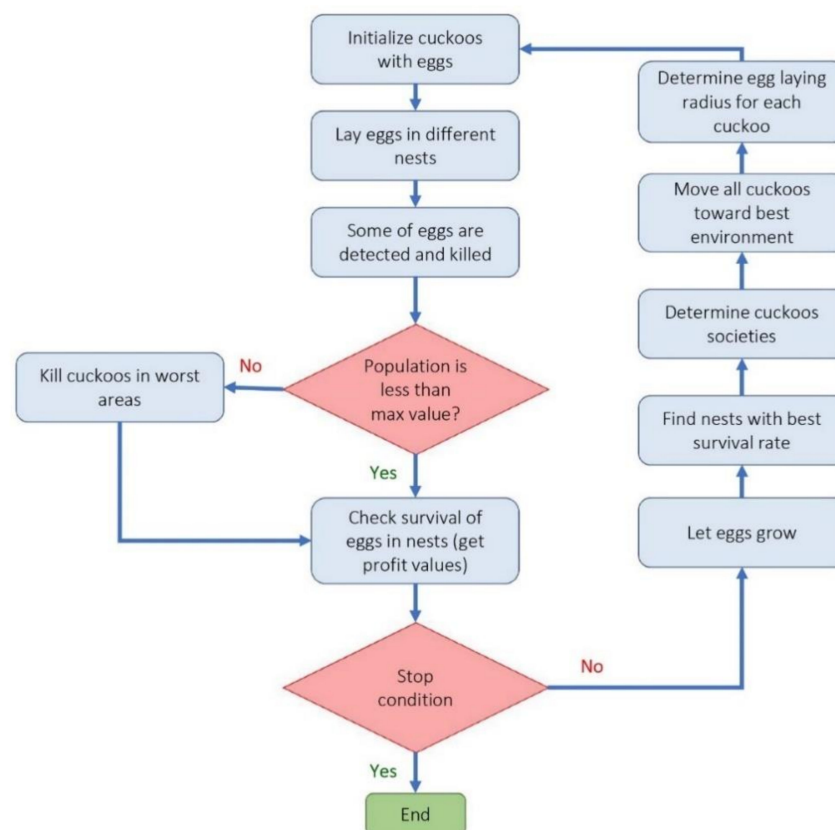 Initialize cuckoos
with eggs
Lay eggs in different
nests
Some of eggs are
detected and killed
Population is
less than
max value?
No
Kill cuckoos in worst
areas
Yes
Check survival of
eggs in nests (get
profit values)
Stop
condition
Yes
End
No
Let eggs grow
Find nests with best
survival rate
Determine cuckoos
societies
Move all cuckoos
toward best
environment
Determine egg laying
radius for each
cuckoo